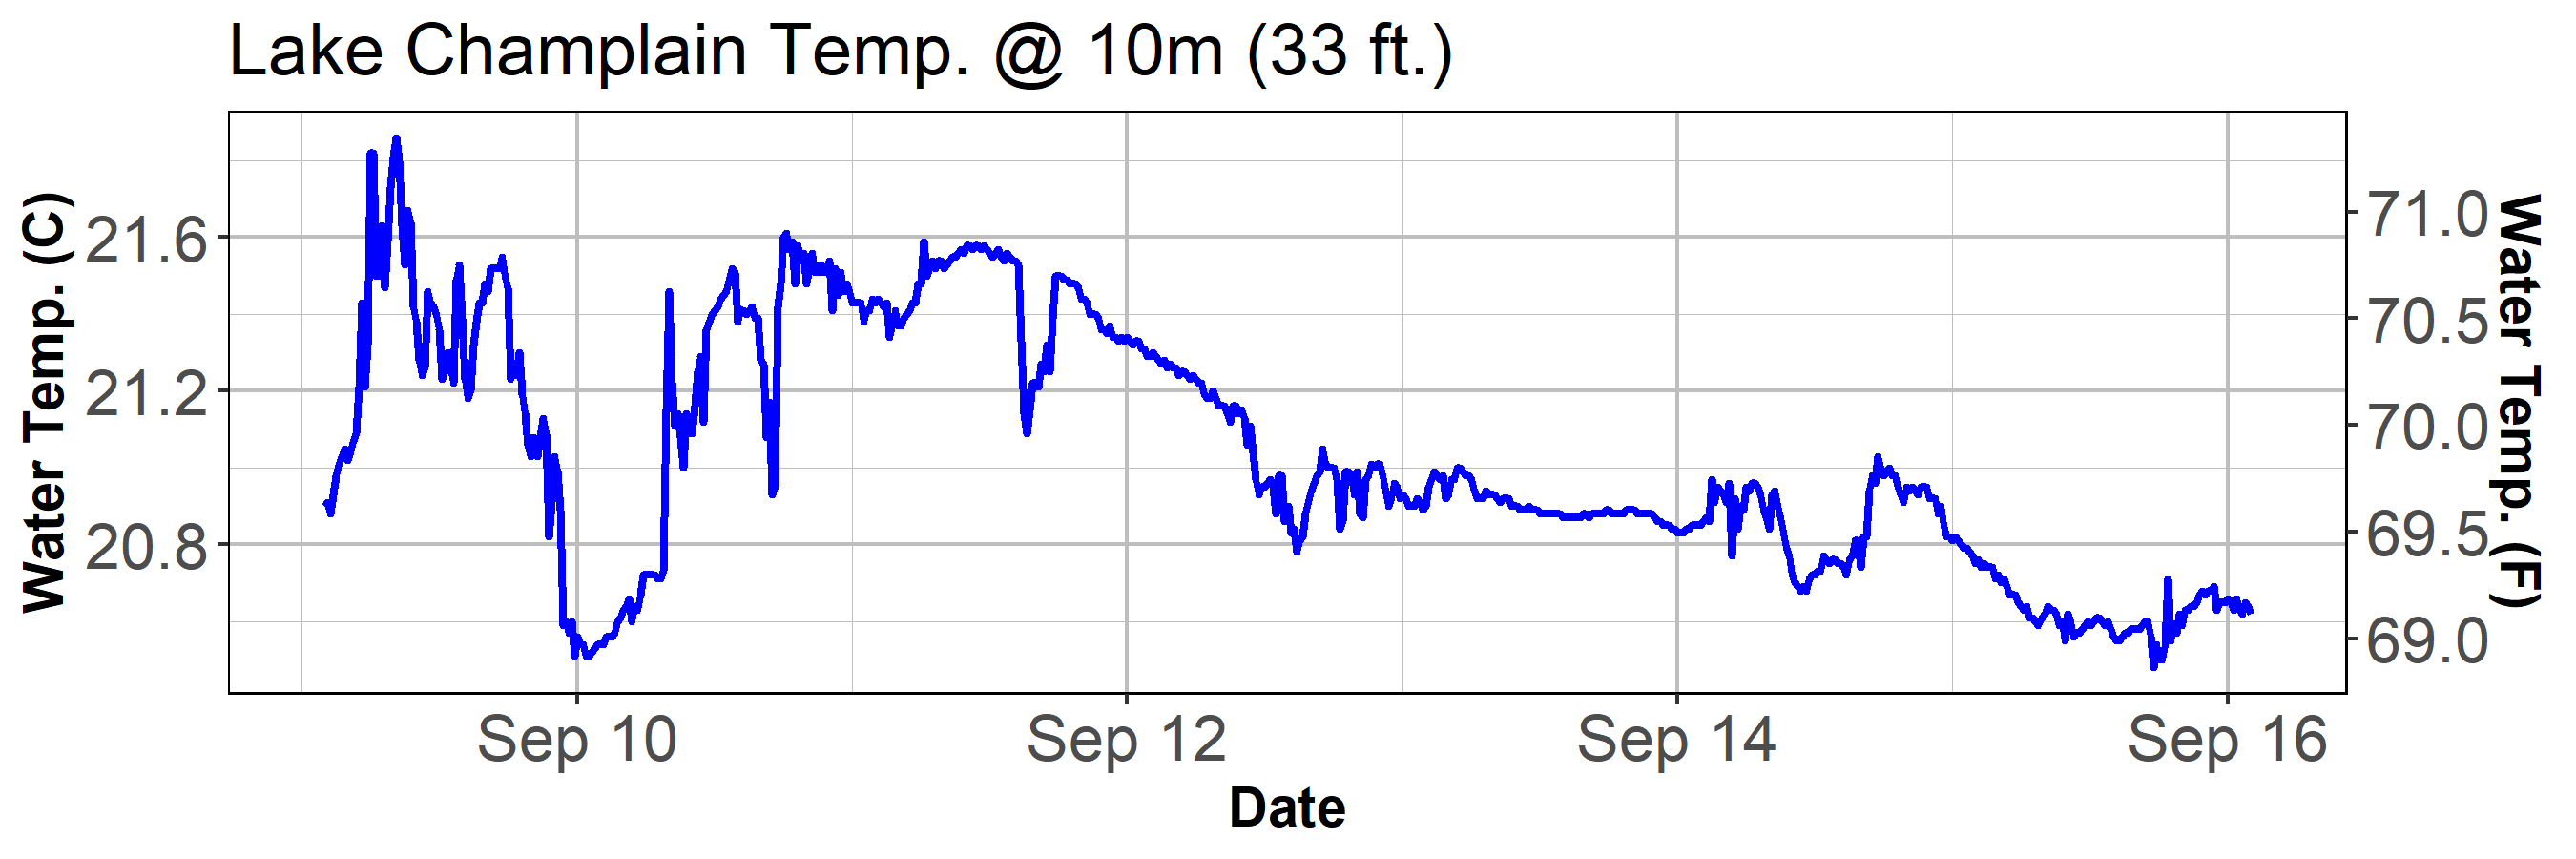 Lake Champlain Temp. @ 10m (33 ft.)
Water Temp. (C)
21.6
21.2
20.8
71.0
70.5
70.0
69.5
69.0
Water Temp. (F)
Sep 10
Sep 12
Sep 14
Sep 16
Date